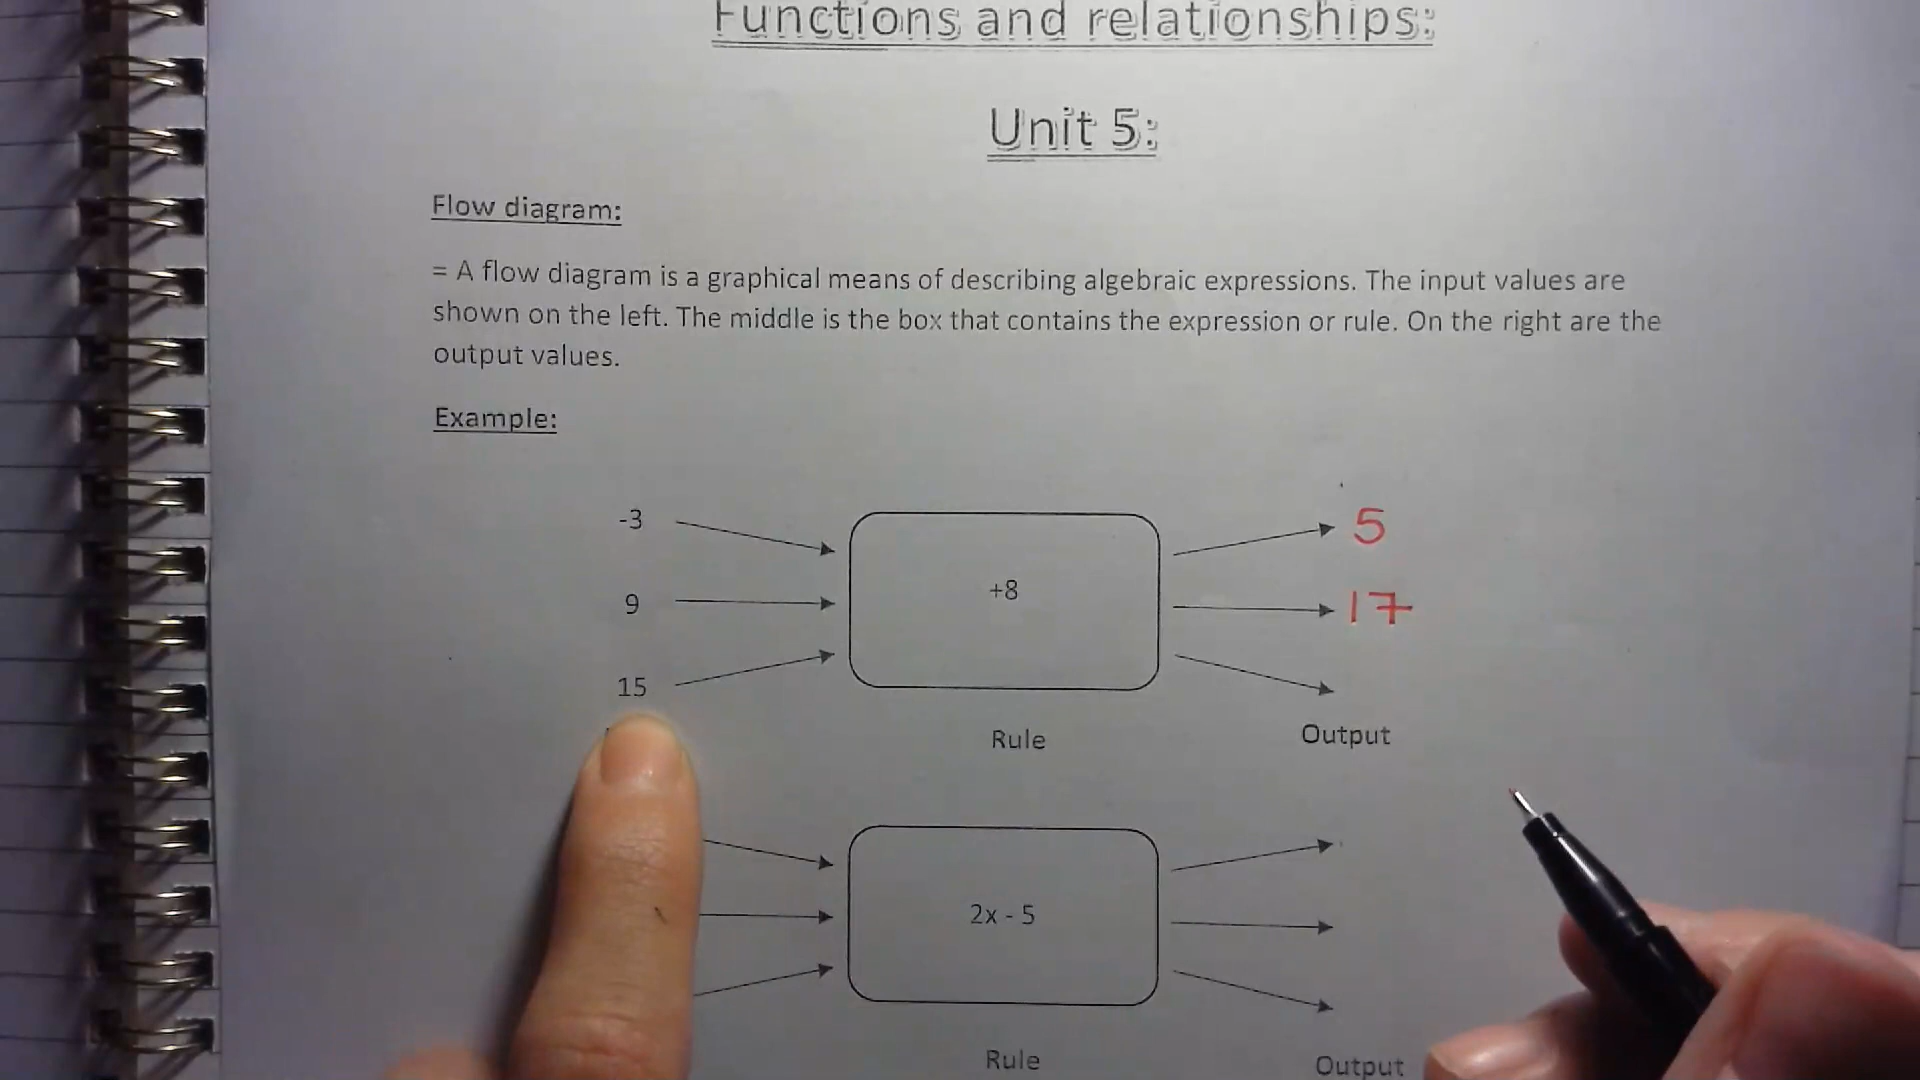 Functions and relationships:
Unit 5:
Flow diagram:
= A flow diagram is a graphical means of describing algebraic expressions. The input values are
shown on the left. The middle is the box that contains the expression or rule. On the right are the
output values.
Example:
-3 5
9 +8 17
15
Rule Output
2x - 5
Rule Output